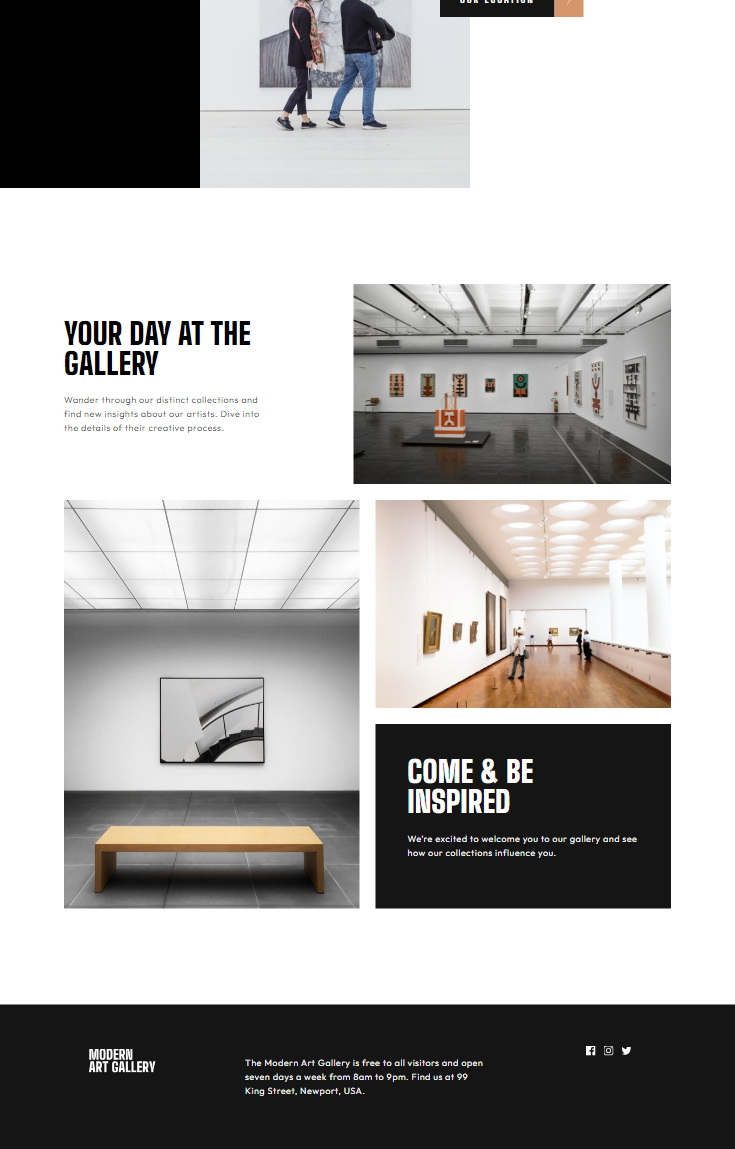 OUR LOCATION
YOUR DAY AT THE
GALLERY
Wander through our distinct collections and
find new insights about our artists. Dive into
the details of their creative process.
COME & BE
INSPIRED
We're excited to welcome you to our gallery and see
how our collections influence you.
MODERN
ART GALLERY
The Modern Art Gallery is free to all visitors and open
seven days a week from 8am to 9pm. Find us at 99
King Street, Newport, USA.